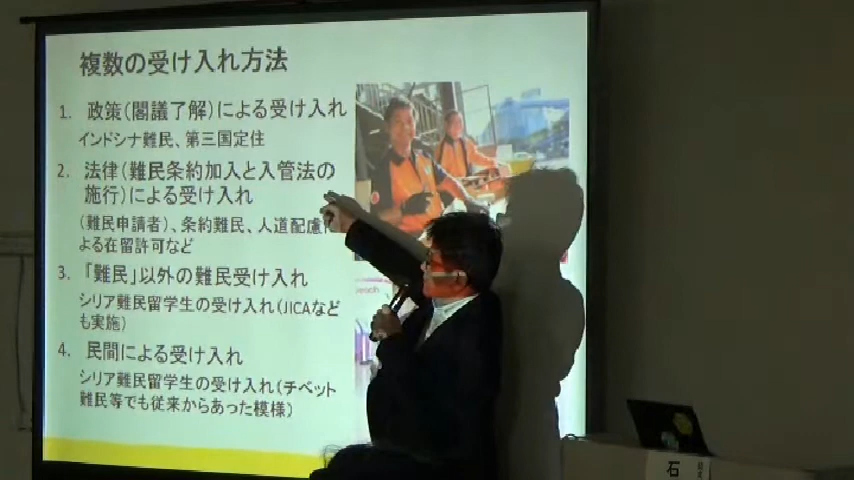 複数の受け入れ方法
1. 政策(閣議了解)による受け入れ
インドシナ難民、第三国定住
2. 法律(難民条約加入と入管法の
施行)による受け入れ
(難民申請者)、条約難民、人道配慮
よる在留許可など
3. 「難民」以外の難民受け入れ
シリア難民留学生の受け入れ(JICAなど
も実施)
4. 民間による受け入れ
シリア難民留学生の受け入れ(チベット
難民等でも従来からあった模様)
石